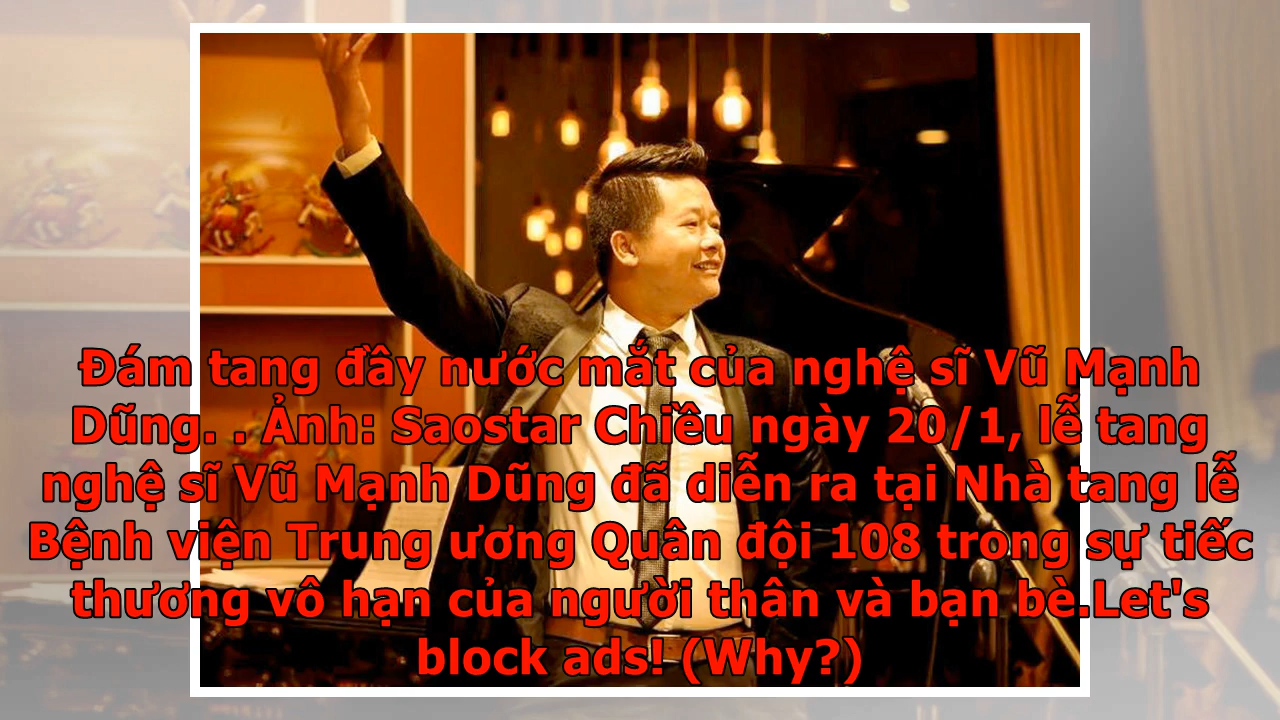 Đám tang đầy nước mắt của nghệ sĩ Vũ Mạnh
Dũng. . Ảnh: Saostar Chiều ngày 20/1, lễ tang
nghệ sĩ Vũ Mạnh Dũng đã diễn ra tại Nhà tang lễ
Bệnh viện Trung ương Quân đội 108 trong sự tiếc
thương vô hạn của người thân và bạn bè.Let's
block ads! (Why?)